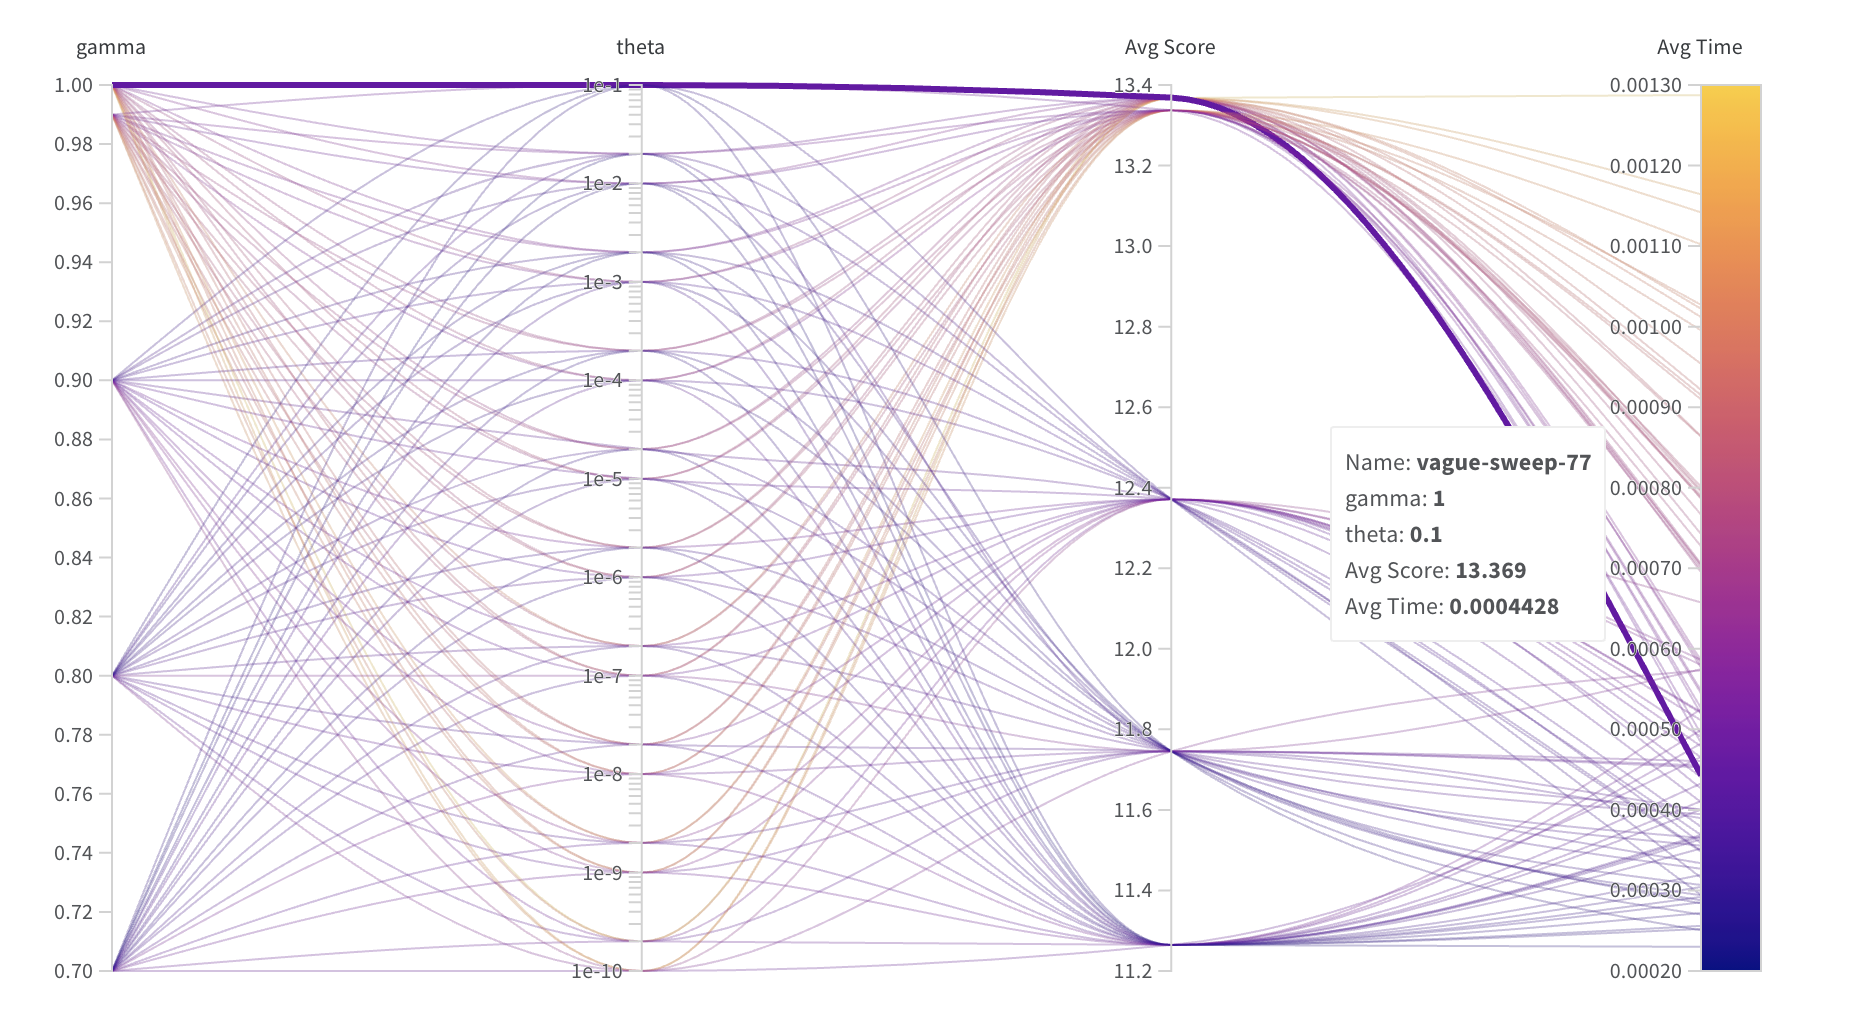 gamma
theta
Avg Score
Avg Time
1.00
0.98
0.96
0.94
0.92
0.90
0.88
0.86
0.84
0.82
0.80
0.78
0.76
0.74
0.72
0.70
1e-1
1e-2
1e-3
1e-4
1e-5
1e-6
1e-7
1e-8
1e-9
1e-10
13.4
13.2
13.0
12.8
12.6
12.4
12.2
12.0
11.8
11.6
11.4
11.2
Name: vague-sweep-77
gamma: 1
theta: 0.1
Avg Score: 13.369
Avg Time: 0.0004428
0.00130
0.00120
0.00110
0.00100
0.00090
0.00080
0.00070
0.00060
0.00050
0.00040
0.00030
0.00020